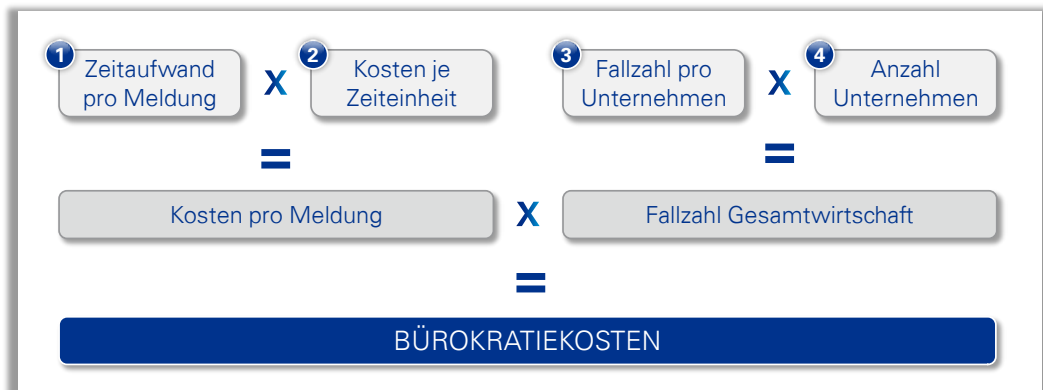 1 Zeitaufwand
pro Meldung
X
2 Kosten je
Zeiteinheit
3 Fallzahl pro
Unternehmen
X
4 Anzahl
Unternehmen
=
=
Kosten pro Meldung
X
Fallzahl Gesamtwirtschaft
=
BÜROKRATIEKOSTEN